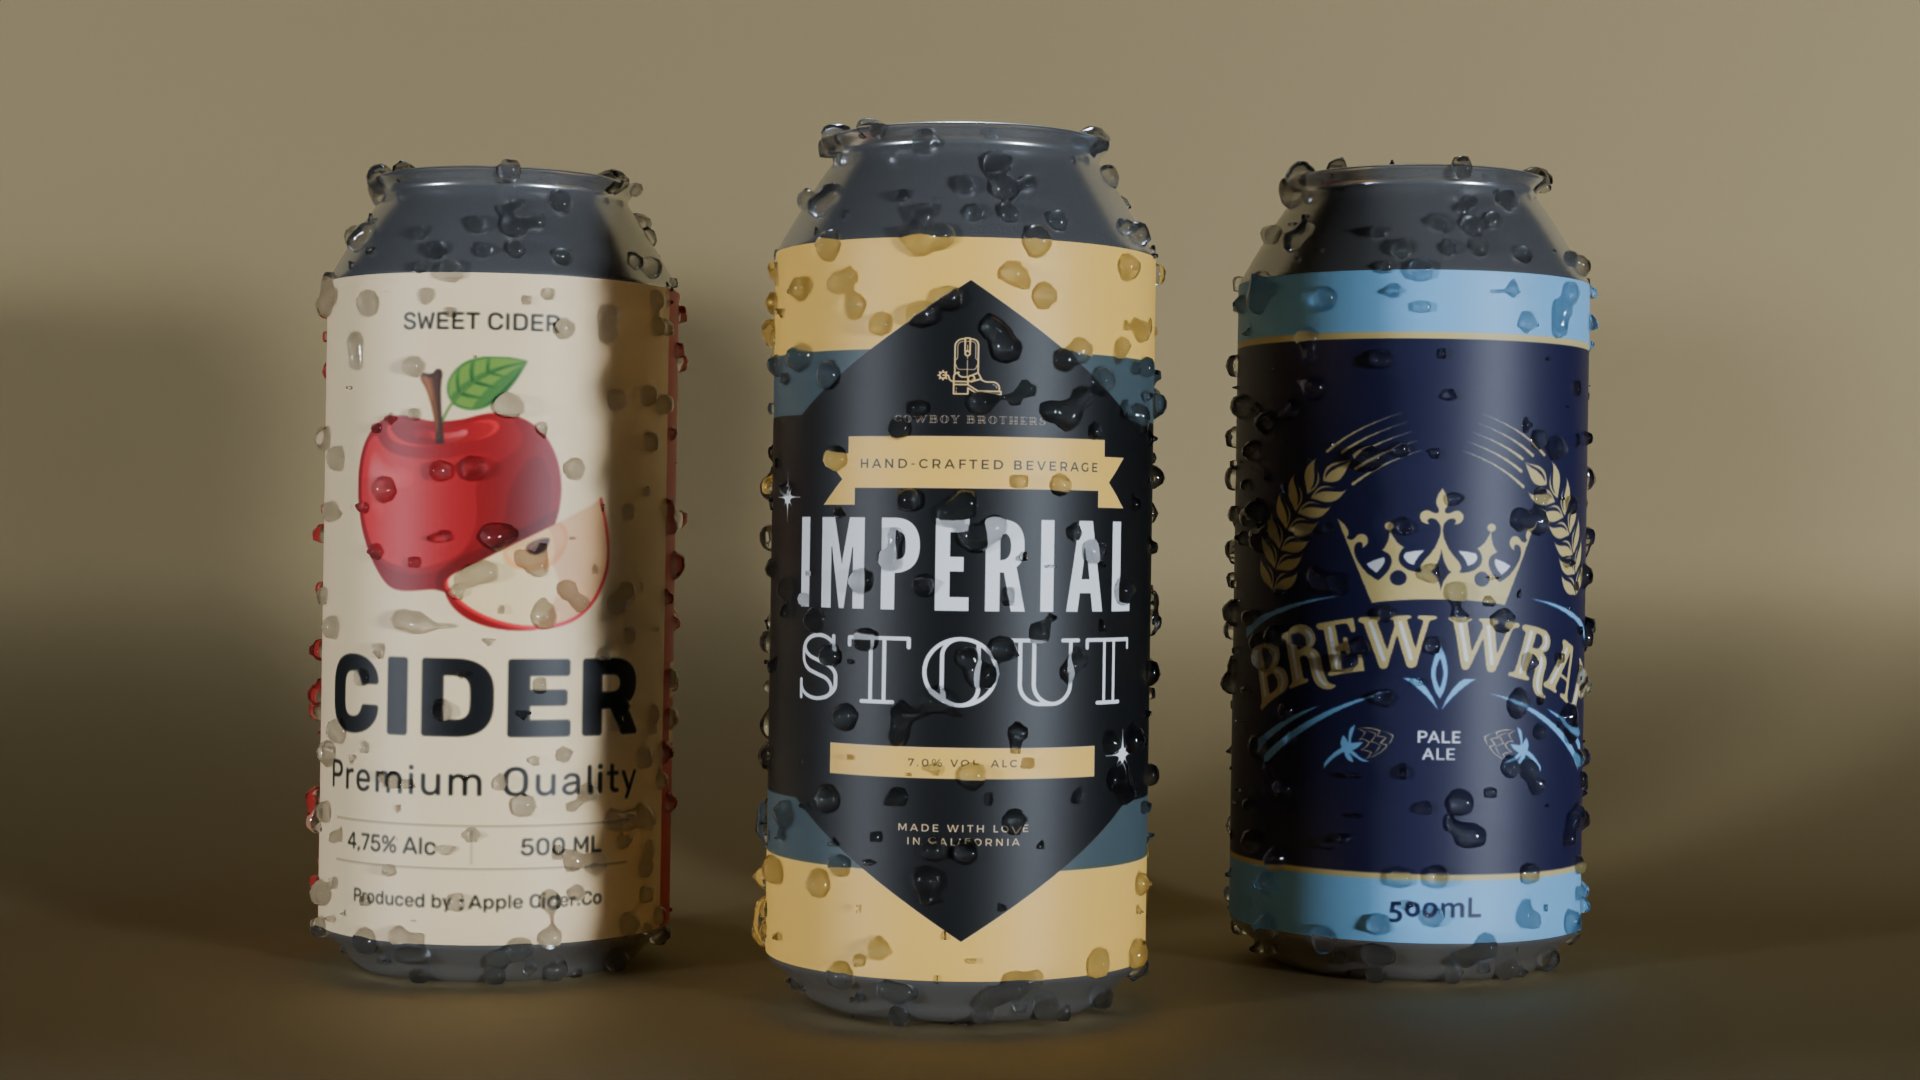 SWEET CIDER
CIDER
Premium Quality
4,75% Alc
500 ML
Produced by : Apple Cider.Co
COWBOY BROTHERS
HAND-CRAFTED BEVERAGE
IMPERIAL
STOUT
7.0% VOL ALC.
MADE WITH LOVE
IN CALIFORNIA
BREW WRAP
PALE
ALE
500mL